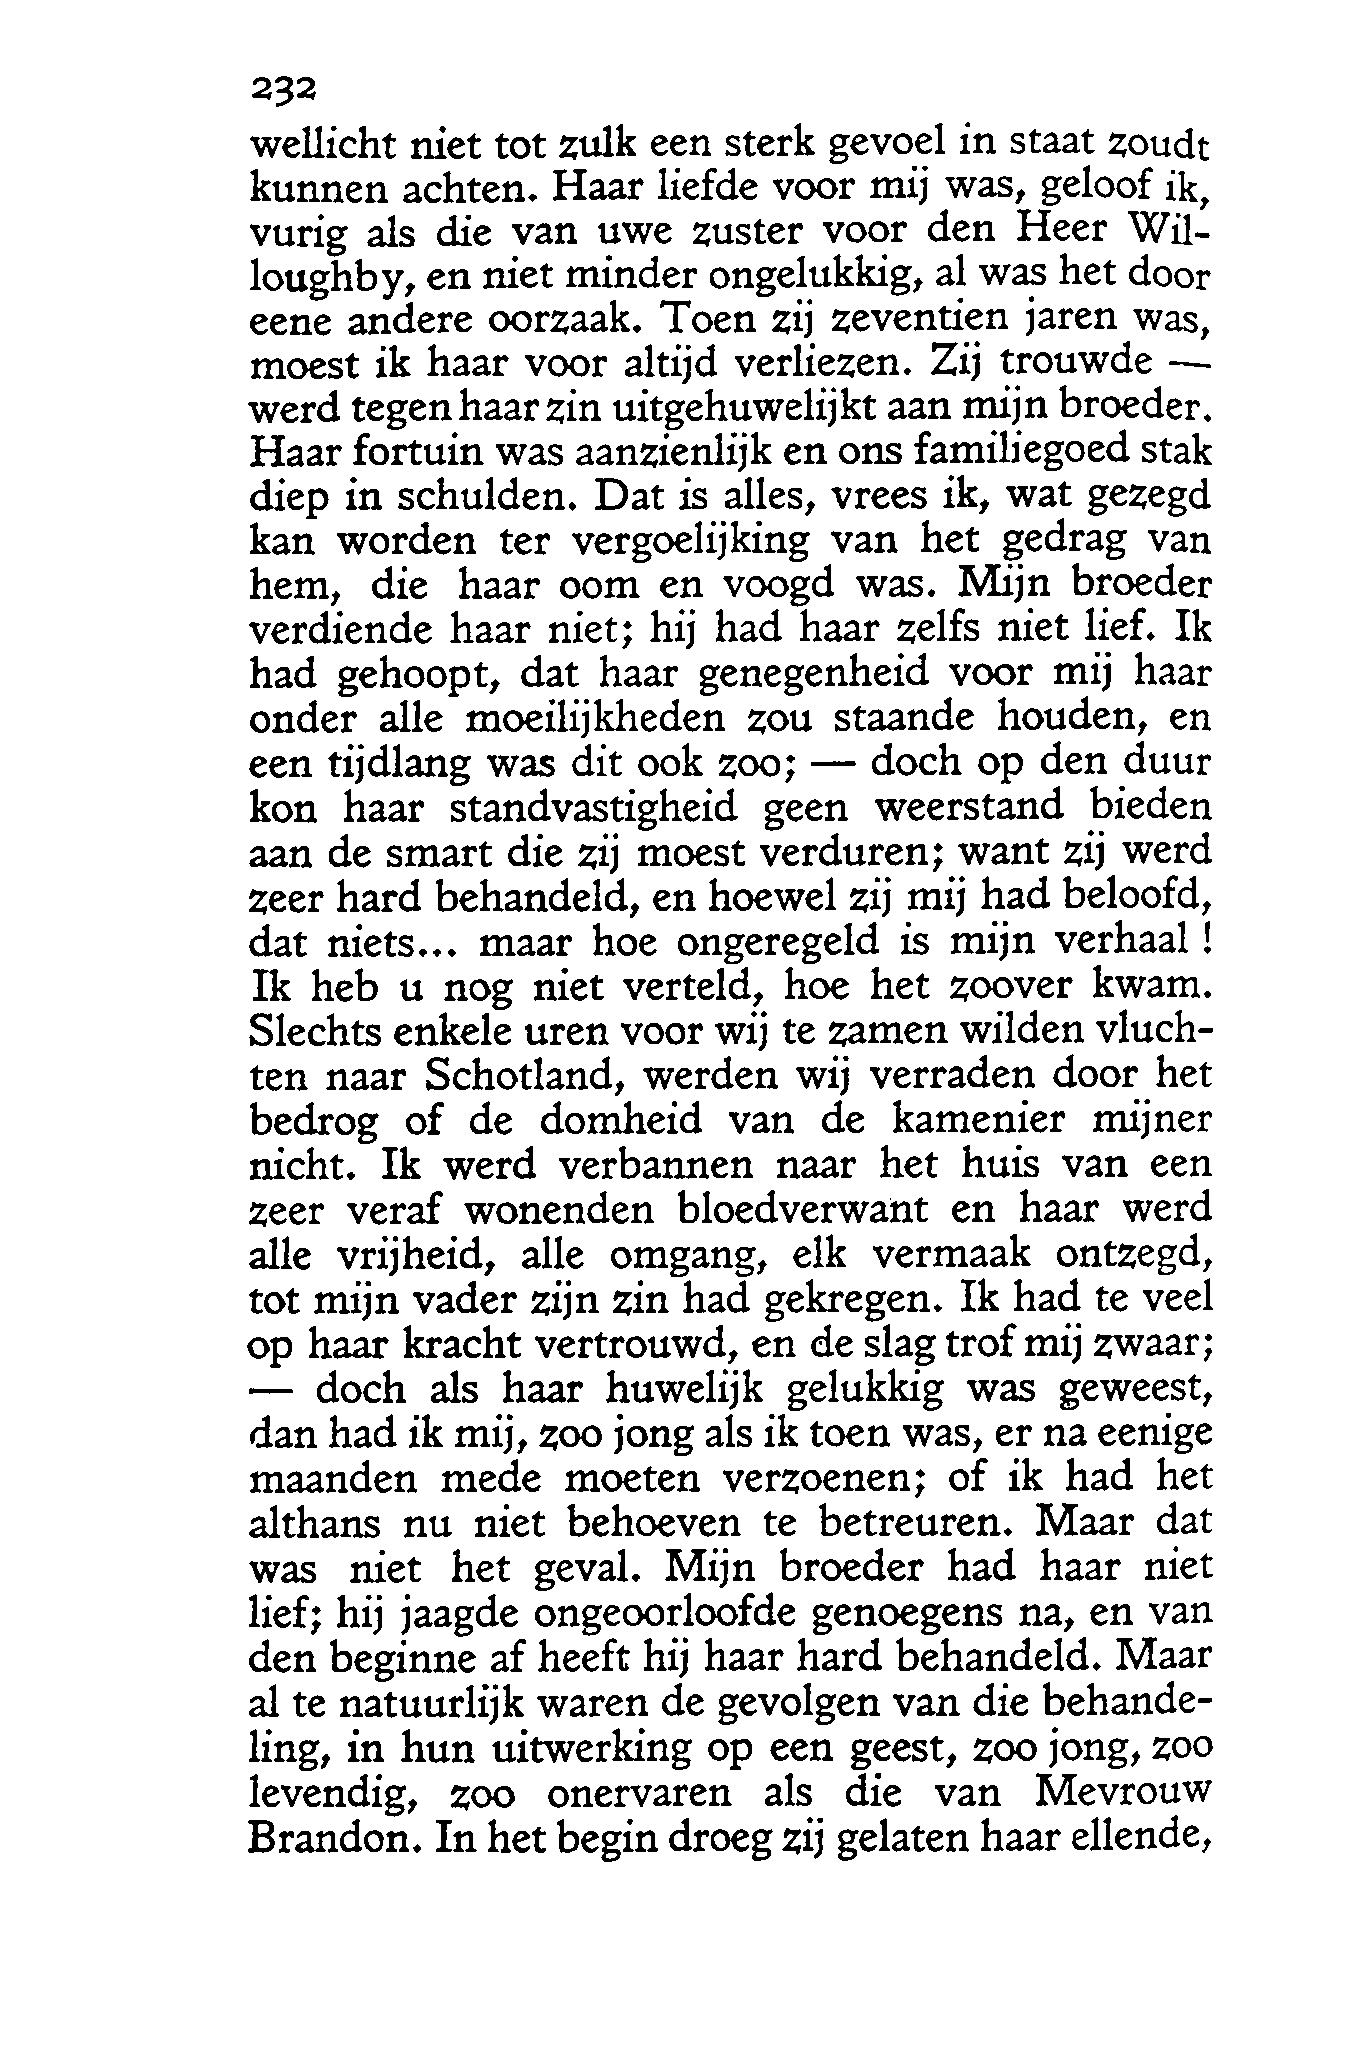 232
wellicht niet tot zulk een sterk gevoel in staat zoudt
kunnen achten. Haar liefde voor mij was, geloof ik,
vurig als die van uwe zuster voor den Heer Wil-
loughby, en niet minder ongelukkig, al was het door
eene andere oorzaak. Toen zij zeventien jaren was,
moest ik haar voor altijd verliezen. Zij trouwde —
werd tegen haar zin uitgehuwelijkt aan mijn broeder.
Haar fortuin was aanzienlijk en ons familiegoed stak
diep in schulden. Dat is alles, vrees ik, wat gezegd
kan worden ter vergoelijking van het gedrag van
hem, die haar oom en voogd was. Mijn broeder
verdiende haar niet; hij had haar zelfs niet lief. Ik
had gehoopt, dat haar genegenheid voor mij haar
onder alle moeilijkheden zou staande houden, en
een tijdlang was dit ook zoo; — doch op den duur
kon haar standvastigheid geen weerstand bieden
aan de smart die zij moest verduren; want zij werd
zeer hard behandeld, en hoewel zij mij had beloofd,
dat niets... maar hoe ongeregeld is mijn verhaal !
Ik heb u nog niet verteld, hoe het zoover kwam.
Slechts enkele uren voor wij te zamen wilden vluch-
ten naar Schotland, werden wij verraden door het
bedrog of de domheid van de kamenier mijner
nicht. Ik werd verbannen naar het huis van een
zeer veraf wonenden bloedverwant en haar werd
alle vrijheid, alle omgang, elk vermaak ontzegd,
tot mijn vader zijn zin had gekregen. Ik had te veel
op haar kracht vertrouwd, en de slag trof mij zwaar;
— doch als haar huwelijk gelukkig was geweest,
dan had ik mij, zoo jong als ik toen was, er na eenige
maanden mede moeten verzoenen; of ik had het
althans nu niet behoeven te betreuren. Maar dat
was niet het geval. Mijn broeder had haar niet
lief; hij jaagde ongeoorloofde genoegens na, en van
den beginne af heeft hij haar hard behandeld. Maar
al te natuurlijk waren de gevolgen van die behande-
ling, in hun uitwerking op een geest, zoo jong, zoo
levendig, zoo onervaren als die van Mevrouw
Brandon. In het begin droeg zij gelaten haar ellende,